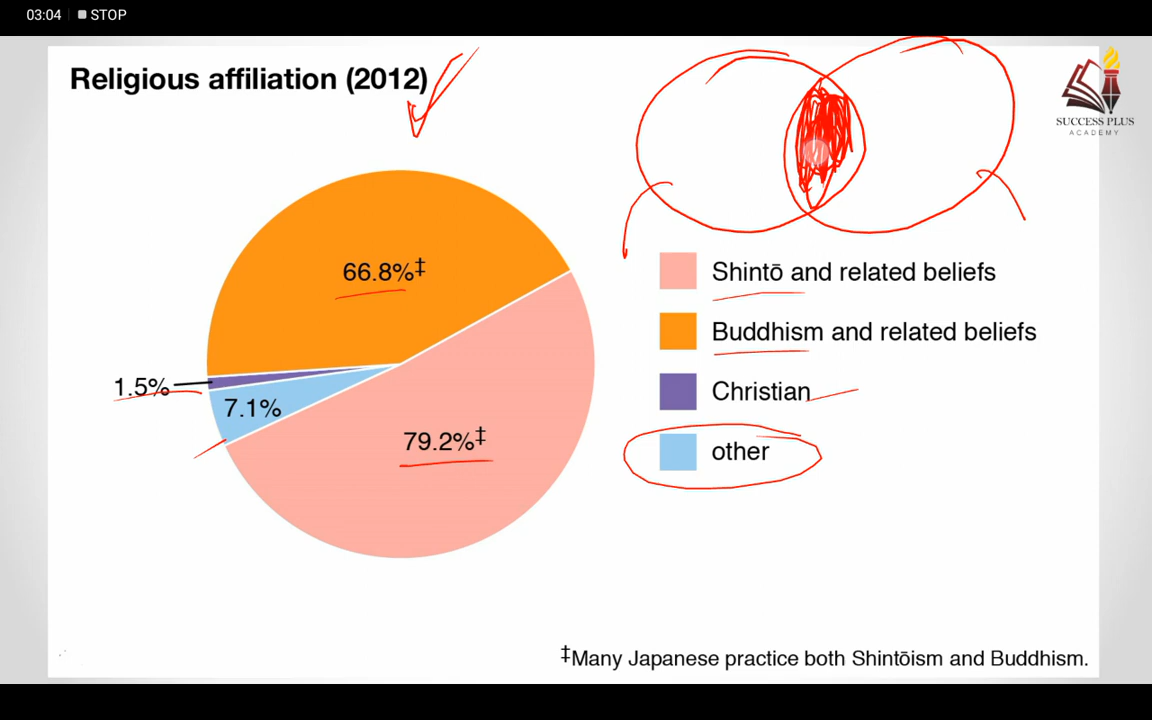 03:04 STOP
Religious affiliation (2012)
SUCCESS PLUS
ACADEMY
66.8%‡
1.5%
7.1%
79.2%‡
Shintō and related beliefs
Buddhism and related beliefs
Christian
other
‡Many Japanese practice both Shintōism and Buddhism.